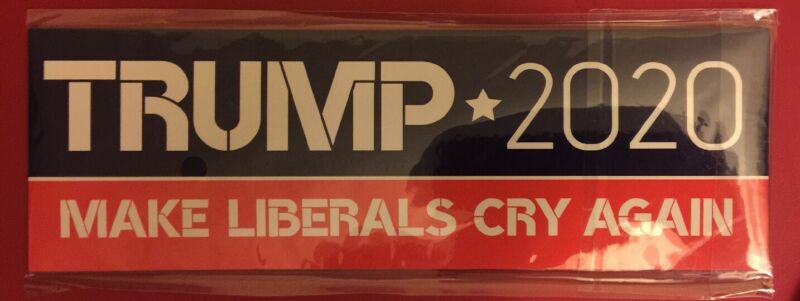 TRUMP ★ 2020
MAKE LIBERALS CRY AGAIN